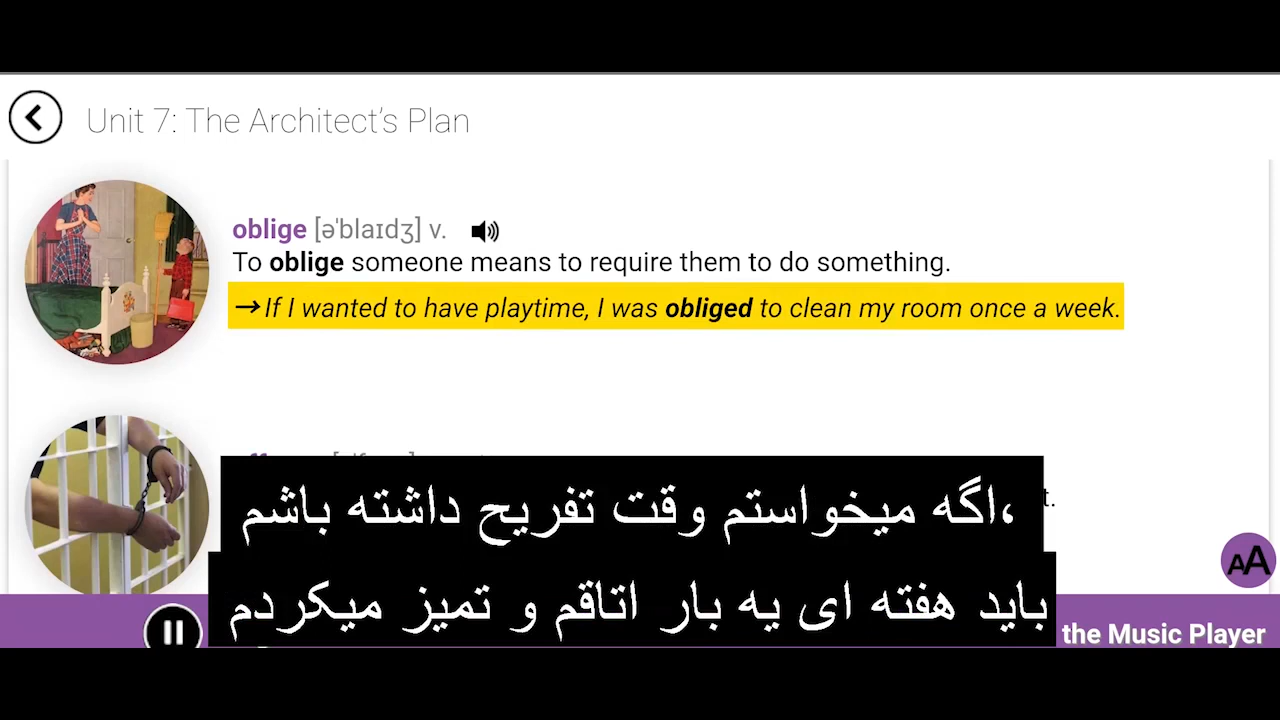 Unit 7: The Architect's Plan
oblige [ə'blaɪdʒ] v.
To oblige someone means to require them to do something.
→ If I wanted to have playtime, I was obliged to clean my room once a week.
t.
،اگه میخواستم وقت تفریح داشته باشم
باید هفته ای یه بار اتاقم و تمیز میکردم
AA
the Music Player